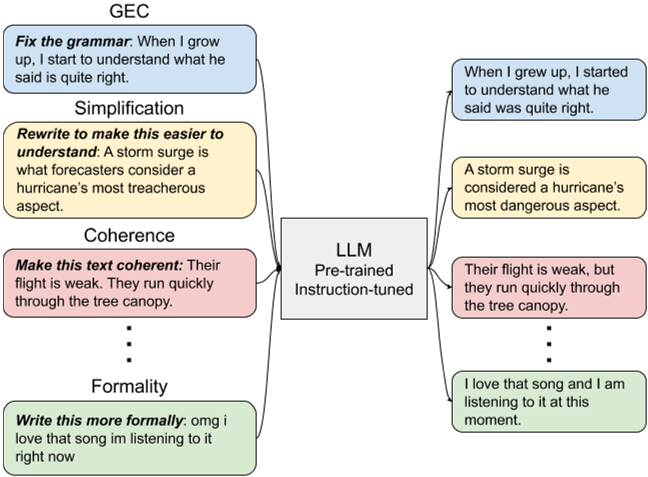 GEC
Fix the grammar: When I grow
up, I start to understand what he
said is quite right.
Simplification
Rewrite to make this easier to
understand: A storm surge is
what forecasters consider a
hurricane's most treacherous
aspect.
Coherence
Make this text coherent: Their
flight is weak. They run quickly
through the tree canopy.
Formality
Write this more formally: omg i
love that song im listening to it
right now
LLM
Pre-trained
Instruction-tuned
When I grew up, I started
to understand what he
said was quite right.
A storm surge is
considered a hurricane's
most dangerous aspect.
Their flight is weak, but
they run quickly through
the tree canopy.
I love that song and I am
listening to it at this
moment.